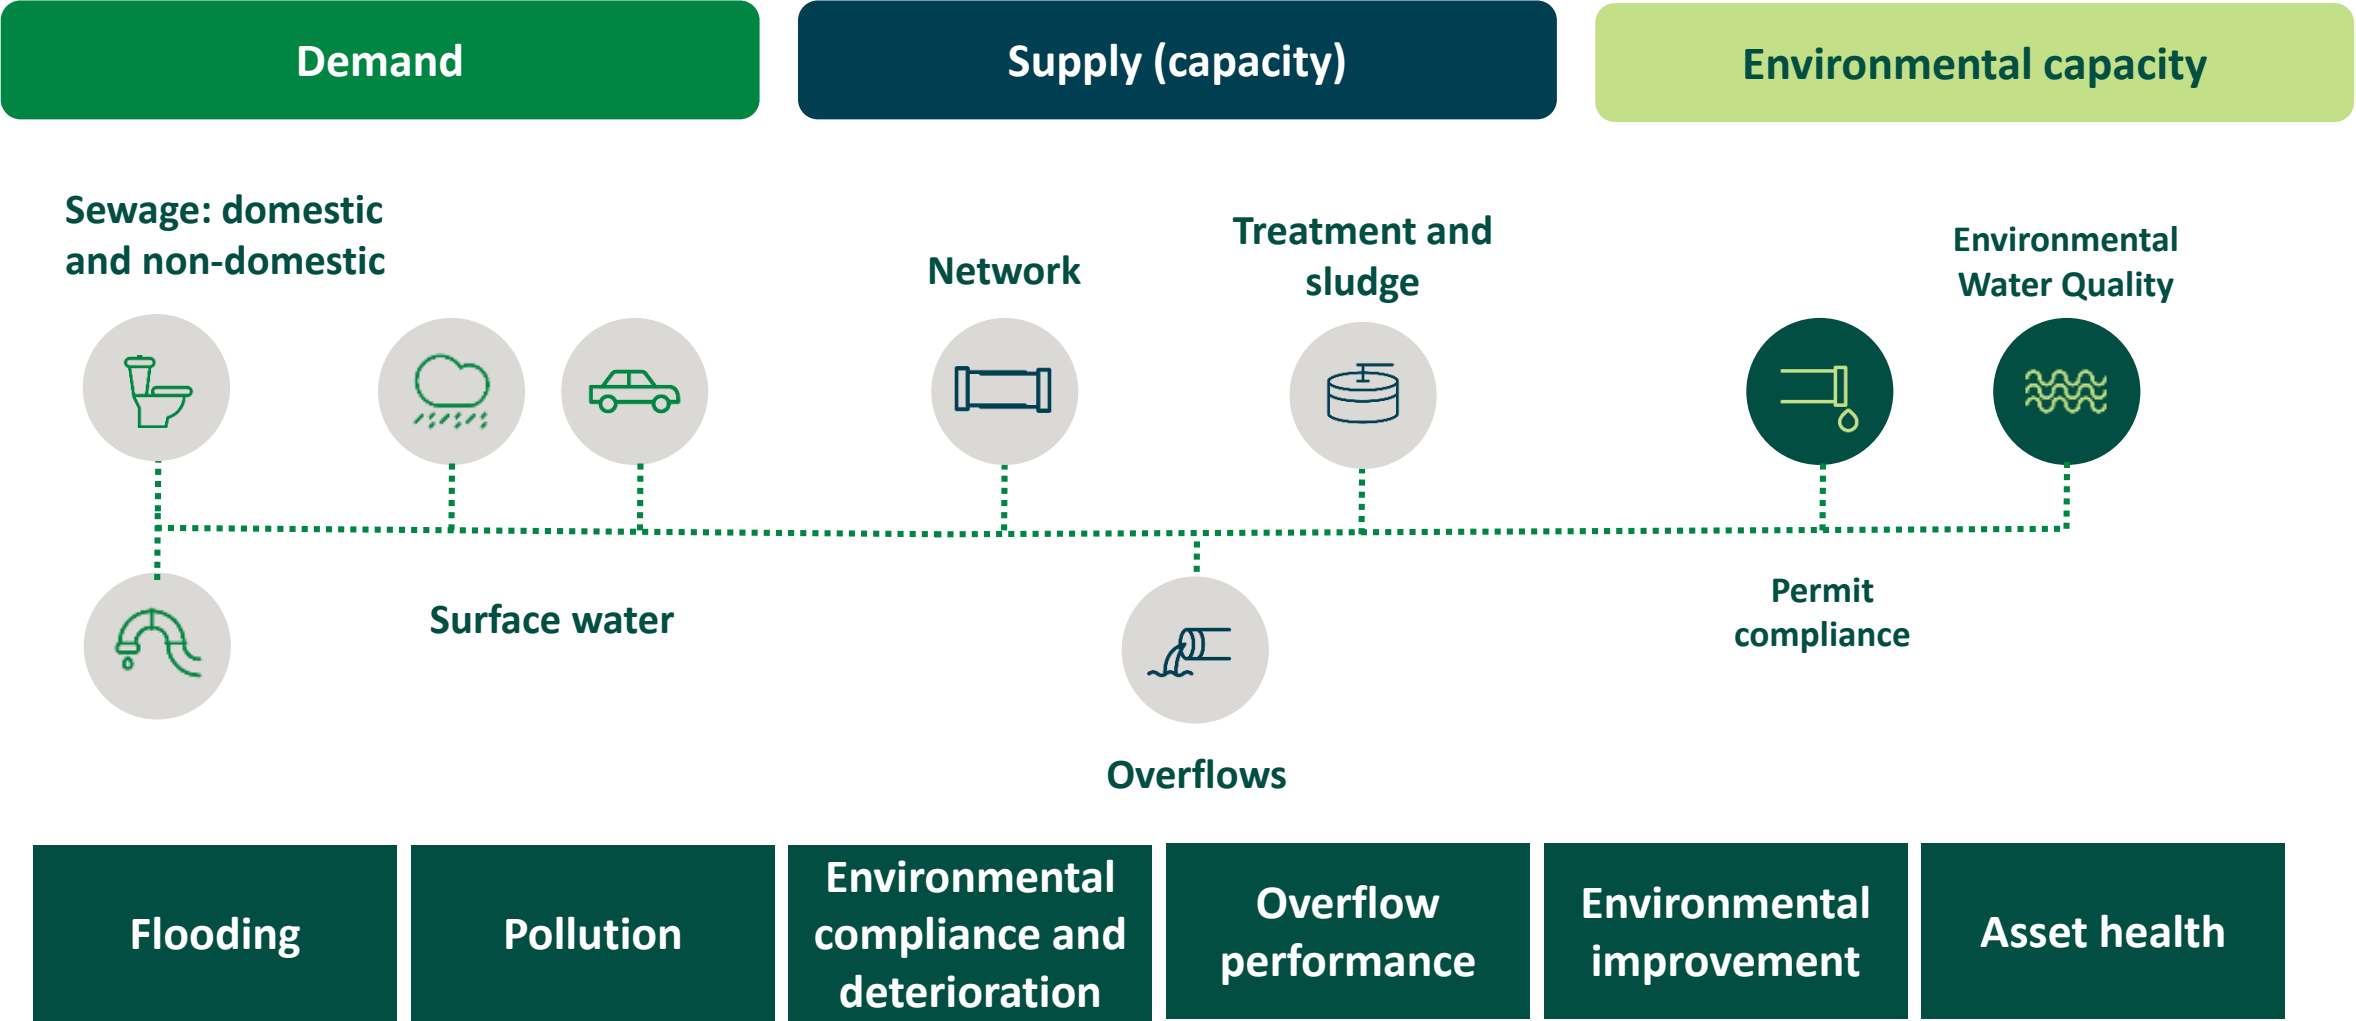 Demand
Supply (capacity)
Environmental capacity
Sewage: domestic
and non-domestic
Network
Treatment and
sludge
Environmental
Water Quality
Surface water
Permit
compliance
Overflows
Flooding
Pollution
Environmental
compliance and
deterioration
Overflow
performance
Environmental
improvement
Asset health